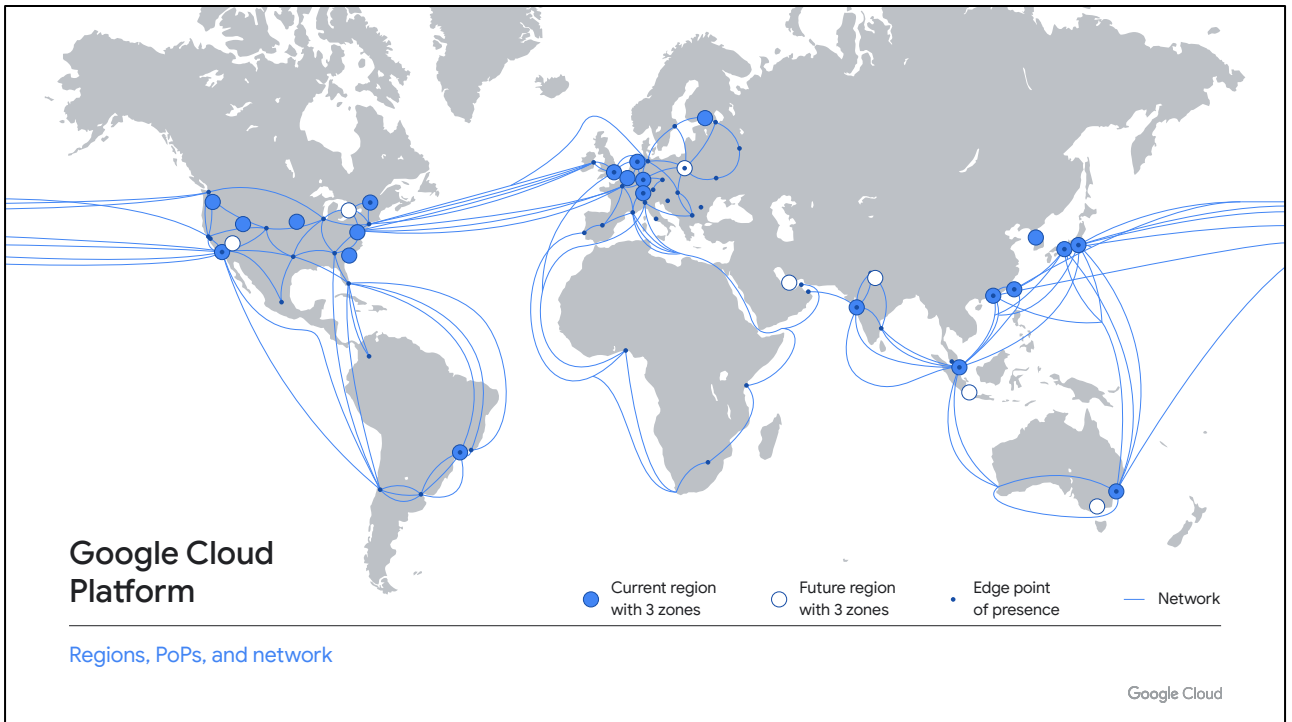 Google Cloud
Platform
Current region
with 3 zones
Future region
with 3 zones
Edge point
of presence
Network
Regions, PoPs, and network
Google Cloud